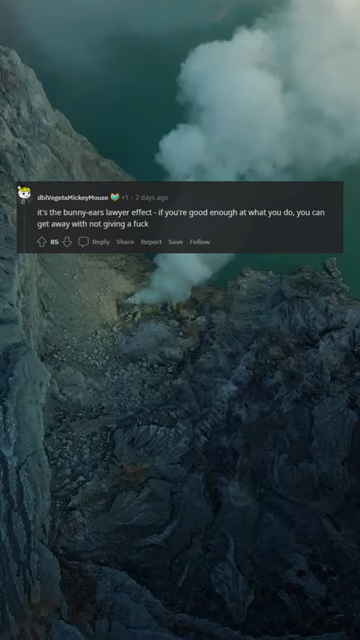 dblVegetaMickeyMouse +1 · 2 days ago
it's the bunny-ears lawyer effect - if you're good enough at what you do, you can
get away with not giving a fuck
85 Reply Share Report Save Follow